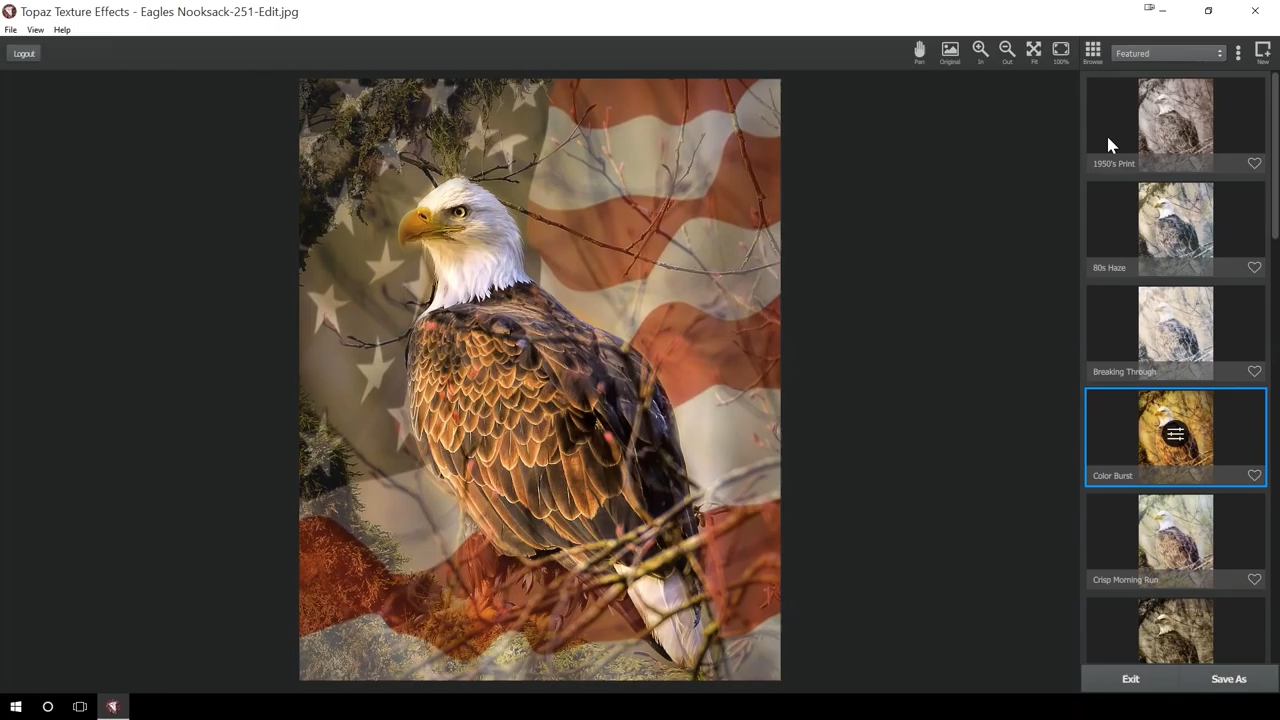 Topaz Texture Effects - Eagles Nooksack-251-Edit.jpg
File View Help
Logout
Pan Original In Out Fit 100% Browse Featured New
1950's Print
80s Haze
Breaking Through
Color Burst
Crisp Morning Run
Exit Save As